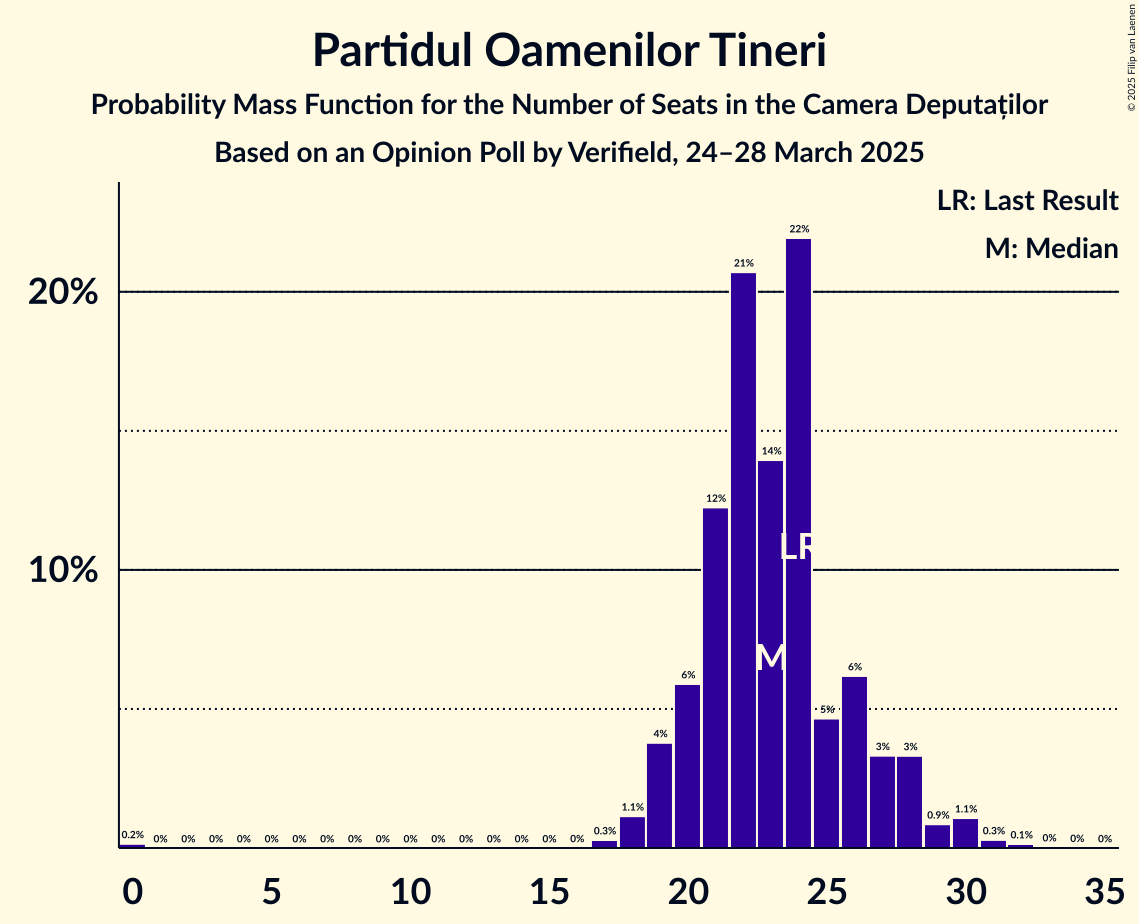 Partidul Oamenilor Tineri
Probability Mass Function for the Number of Seats in the Camera Deputaților
Based on an Opinion Poll by Verifield, 24–28 March 2025
© 2025 Filip van Laenen
LR: Last Result
M: Median
20%
10%
0.2% 0% 0% 0% 0% 0% 0% 0% 0% 0% 0% 0% 0% 0% 0% 0% 0% 0.3% 1.1% 4% 6% 12% 21% 14% 22% 5% 6% 3% 3% 0.9% 1.1% 0.3% 0.1% 0% 0% 0%
LR
M
0 5 10 15 20 25 30 35